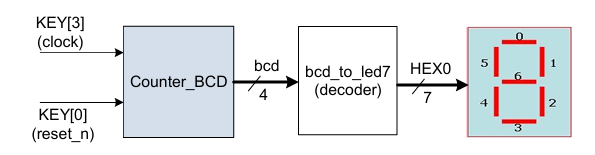 KEY[3]
(clock)
KEY[0]
(reset_n)
Counter_BCD
bcd
4
bcd_to_led7
(decoder)
HEX0
7
0
5
1
6
4
2
3